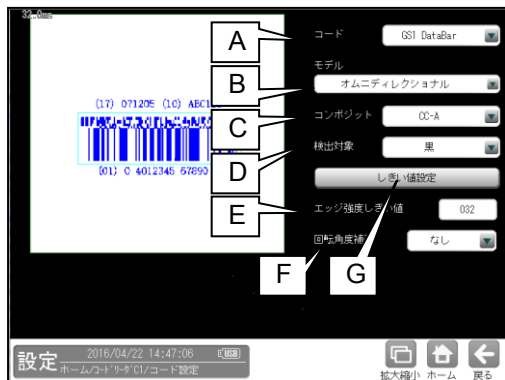 32.0mm
A
コード
GS1 DataBar
モデル
B
オムニディレクショナル
(17) 071205 (10) ABC
C
コンポジット
CC-A
D
検出対象
黒
(01) 0 4012345 67890
しきい値設定
E
エッジ強度しきい値
032
F
回転角度補
なし
G
設定
2016/04/22 14:47:06
USB
ホーム/コードリーダC1/コード設定
拡大縮小
ホーム
戻る